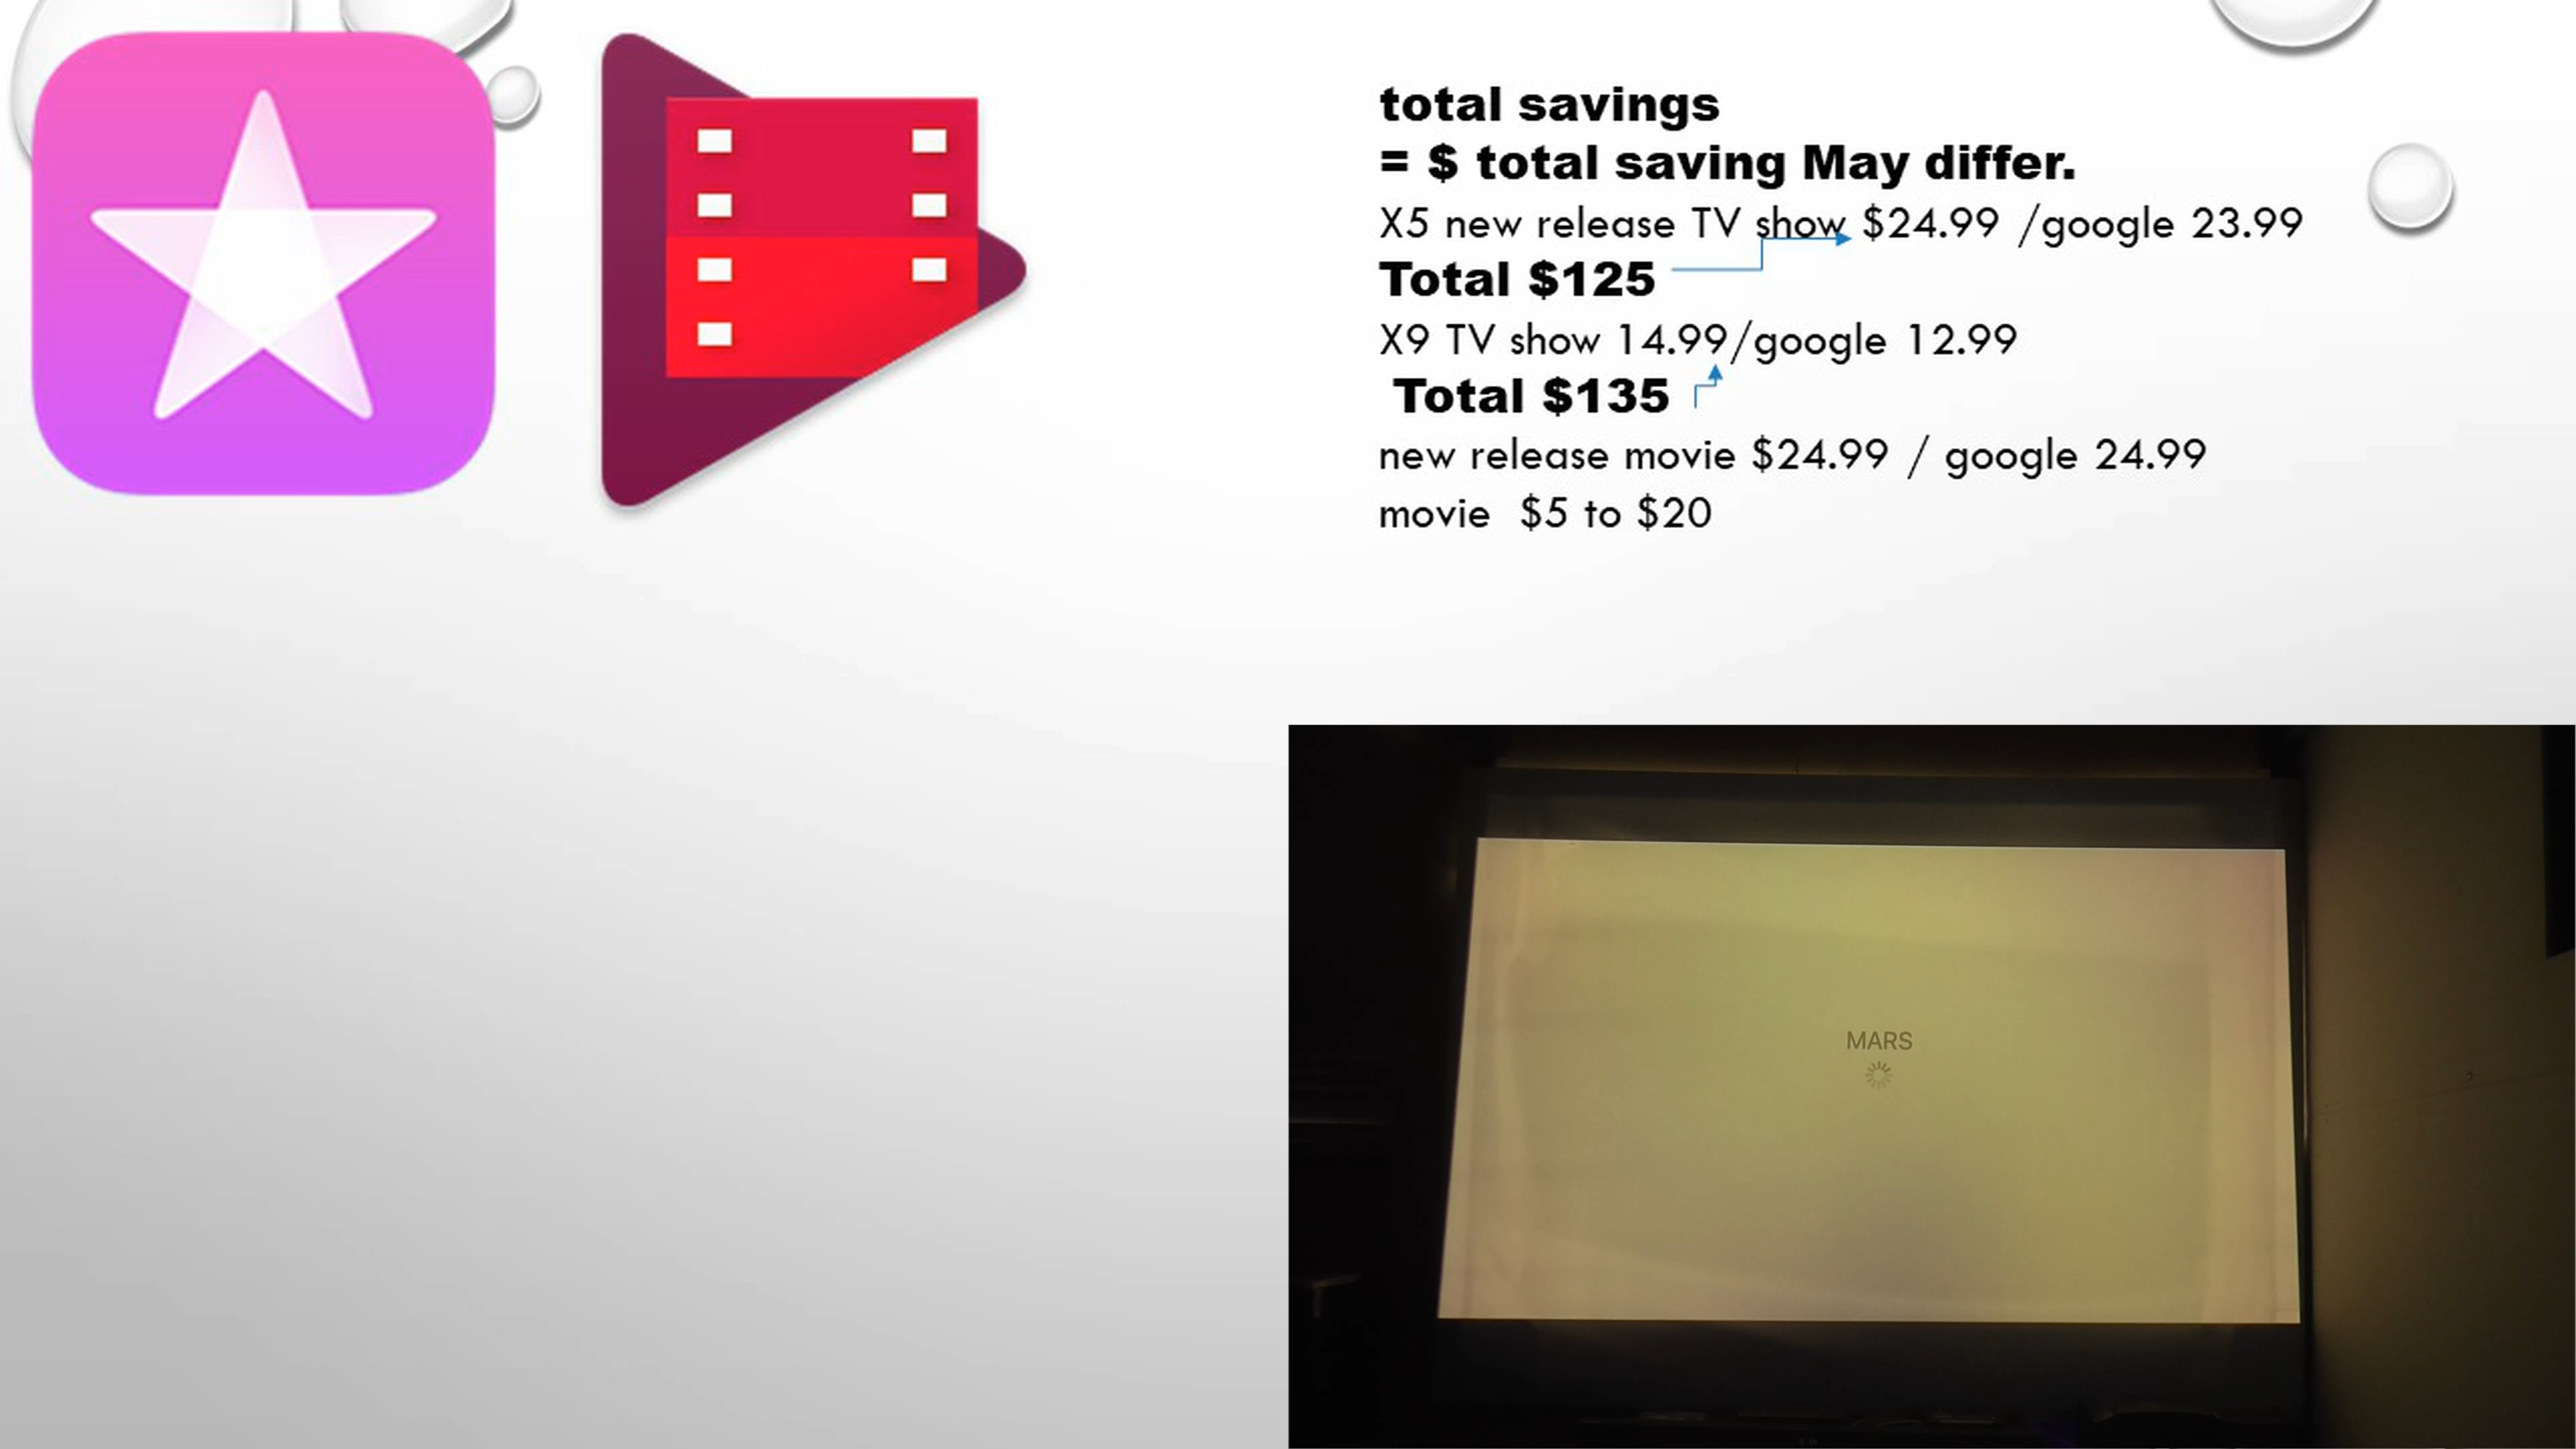 total savings
= $ total saving May differ.
X5 new release TV show $24.99 /google 23.99
Total $125
X9 TV show 14.99/google 12.99
Total $135
new release movie $24.99 / google 24.99
movie  $5 to $20
MARS